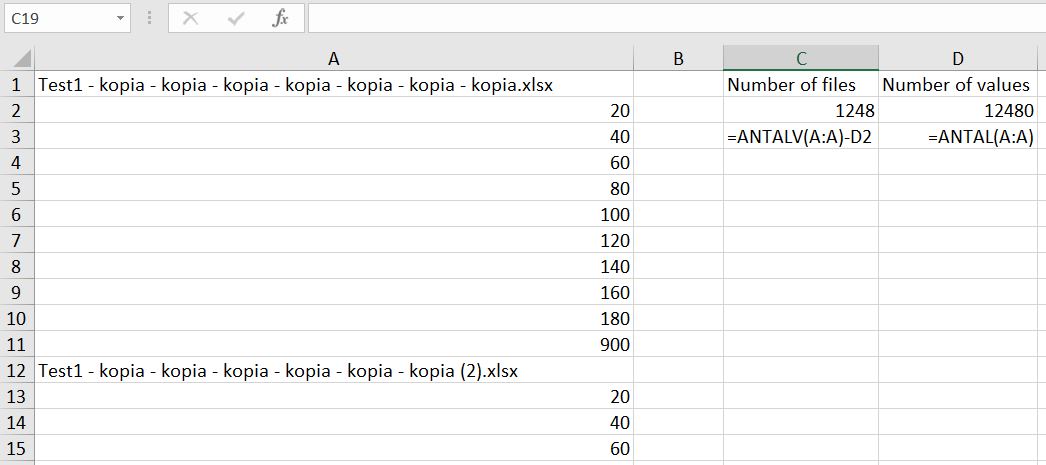 C19 fx
A B C D
1 Test1 - kopia - kopia - kopia - kopia - kopia - kopia - kopia.xlsx Number of files Number of values
2 20 1248 12480
3 40 =ANTALV(A:A)-D2 =ANTAL(A:A)
4 60
5 80
6 100
7 120
8 140
9 160
10 180
11 900
12 Test1 - kopia - kopia - kopia - kopia - kopia - kopia (2).xlsx
13 20
14 40
15 60